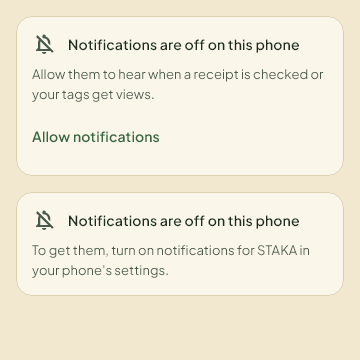 Notifications are off on this phone
Allow them to hear when a receipt is checked or
your tags get views.
Allow notifications
Notifications are off on this phone
To get them, turn on notifications for STAKA in
your phone's settings.